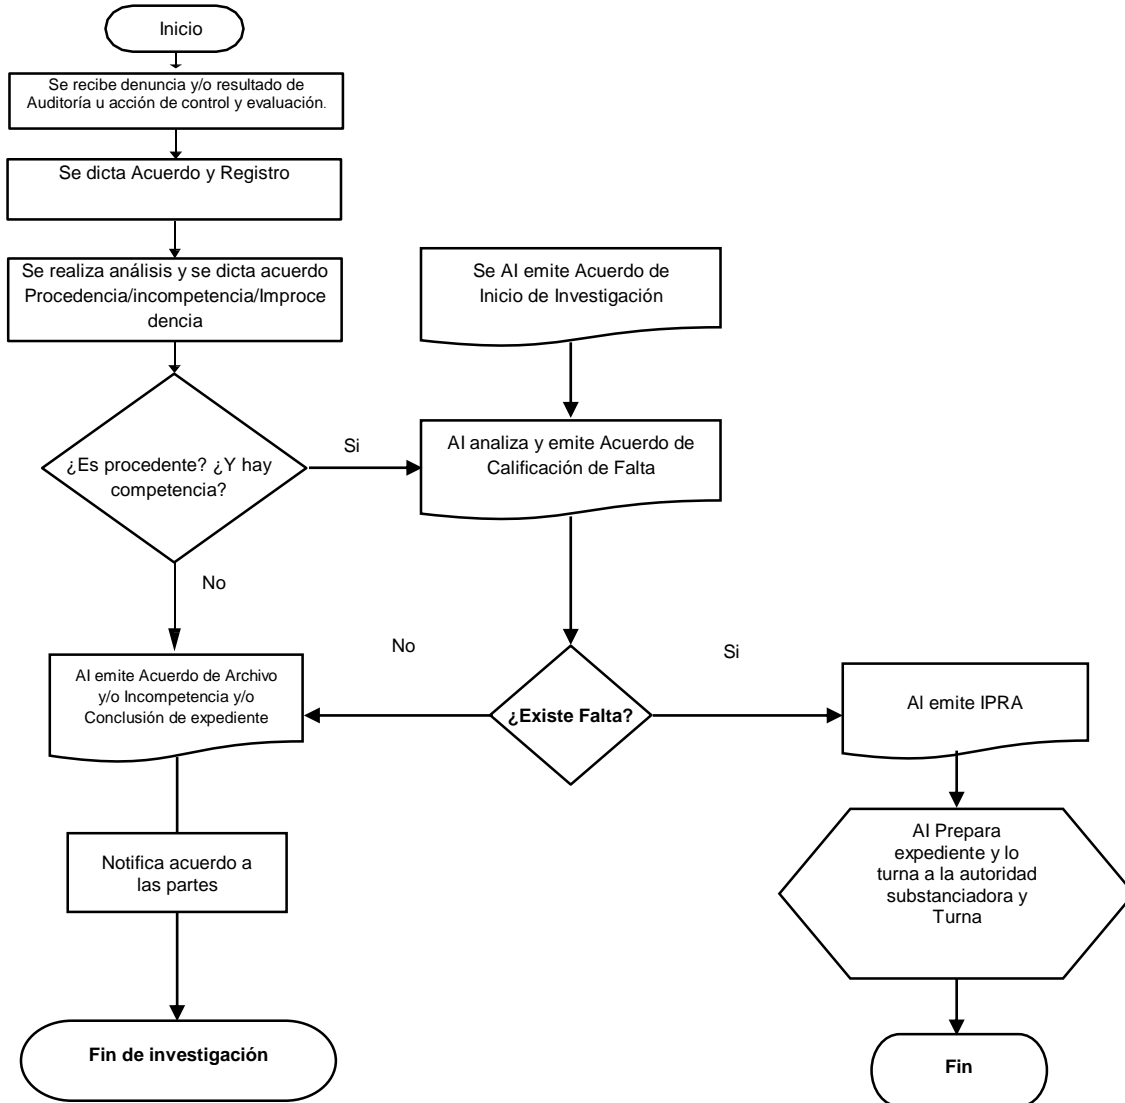 Inicio
Se recibe denuncia y/o resultado de
Auditoría u acción de control y evaluación.
Se dicta Acuerdo y Registro
Se realiza análisis y se dicta acuerdo
Procedencia/incompetencia/Improce
dencia
Se AI emite Acuerdo de
Inicio de Investigación
¿Es procedente? ¿Y hay
competencia?
Si
AI analiza y emite Acuerdo de
Calificación de Falta
No
AI emite Acuerdo de Archivo
y/o Incompetencia y/o
Conclusión de expediente
No
¿Existe Falta?
Si
AI emite IPRA
Notifica acuerdo a
las partes
AI Prepara
expediente y lo
turna a la autoridad
substanciadora y
Turna
Fin de investigación
Fin